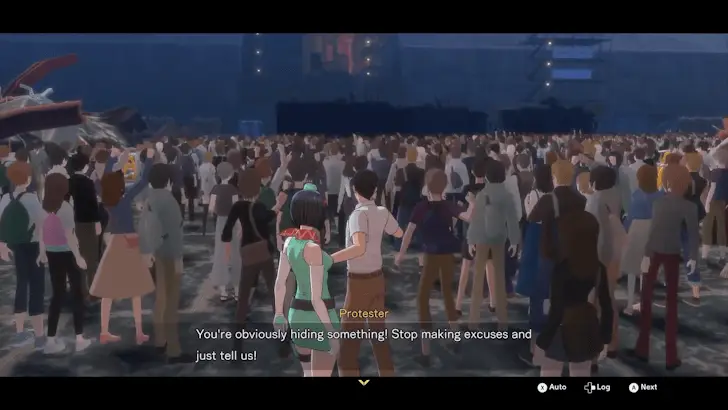 Protester
You're obviously hiding something! Stop making excuses and
just tell us!
X Auto
Log
A Next